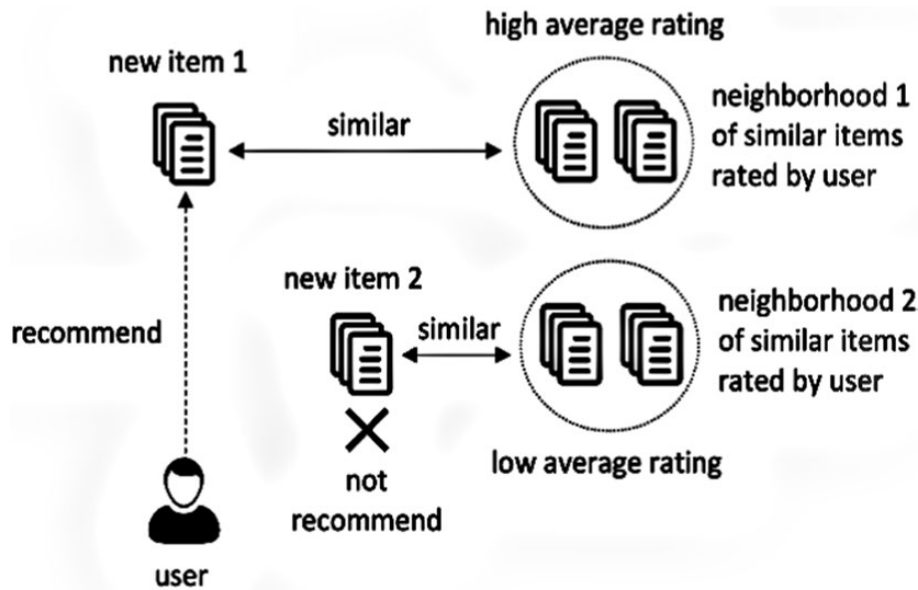 high average rating
new item 1
similar
neighborhood 1
of similar items
rated by user
new item 2
recommend
similar
neighborhood 2
of similar items
rated by user
not
recommend
low average rating
user